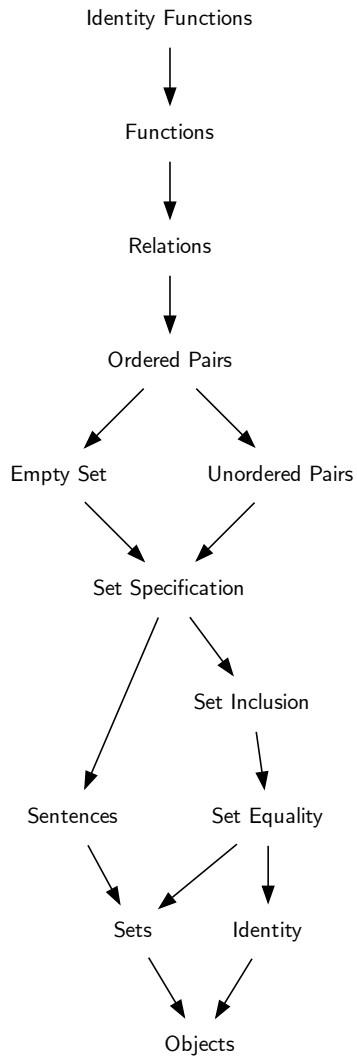 Identity Functions
Functions
Relations
Ordered Pairs
Empty Set
Unordered Pairs
Set Specification
Set Inclusion
Sentences
Set Equality
Sets
Identity
Objects